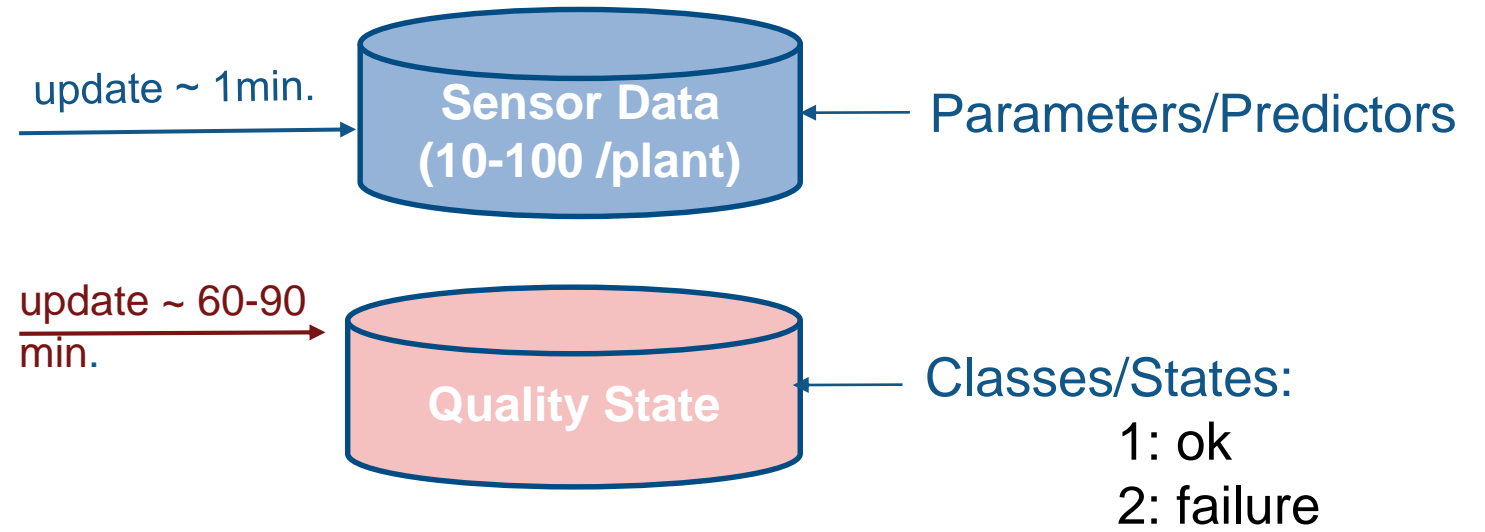 update ~ 1min.
Sensor Data
(10-100 /plant)
Parameters/Predictors
update ~ 60-90
min.
Quality State
Classes/States:
1: ok
2: failure